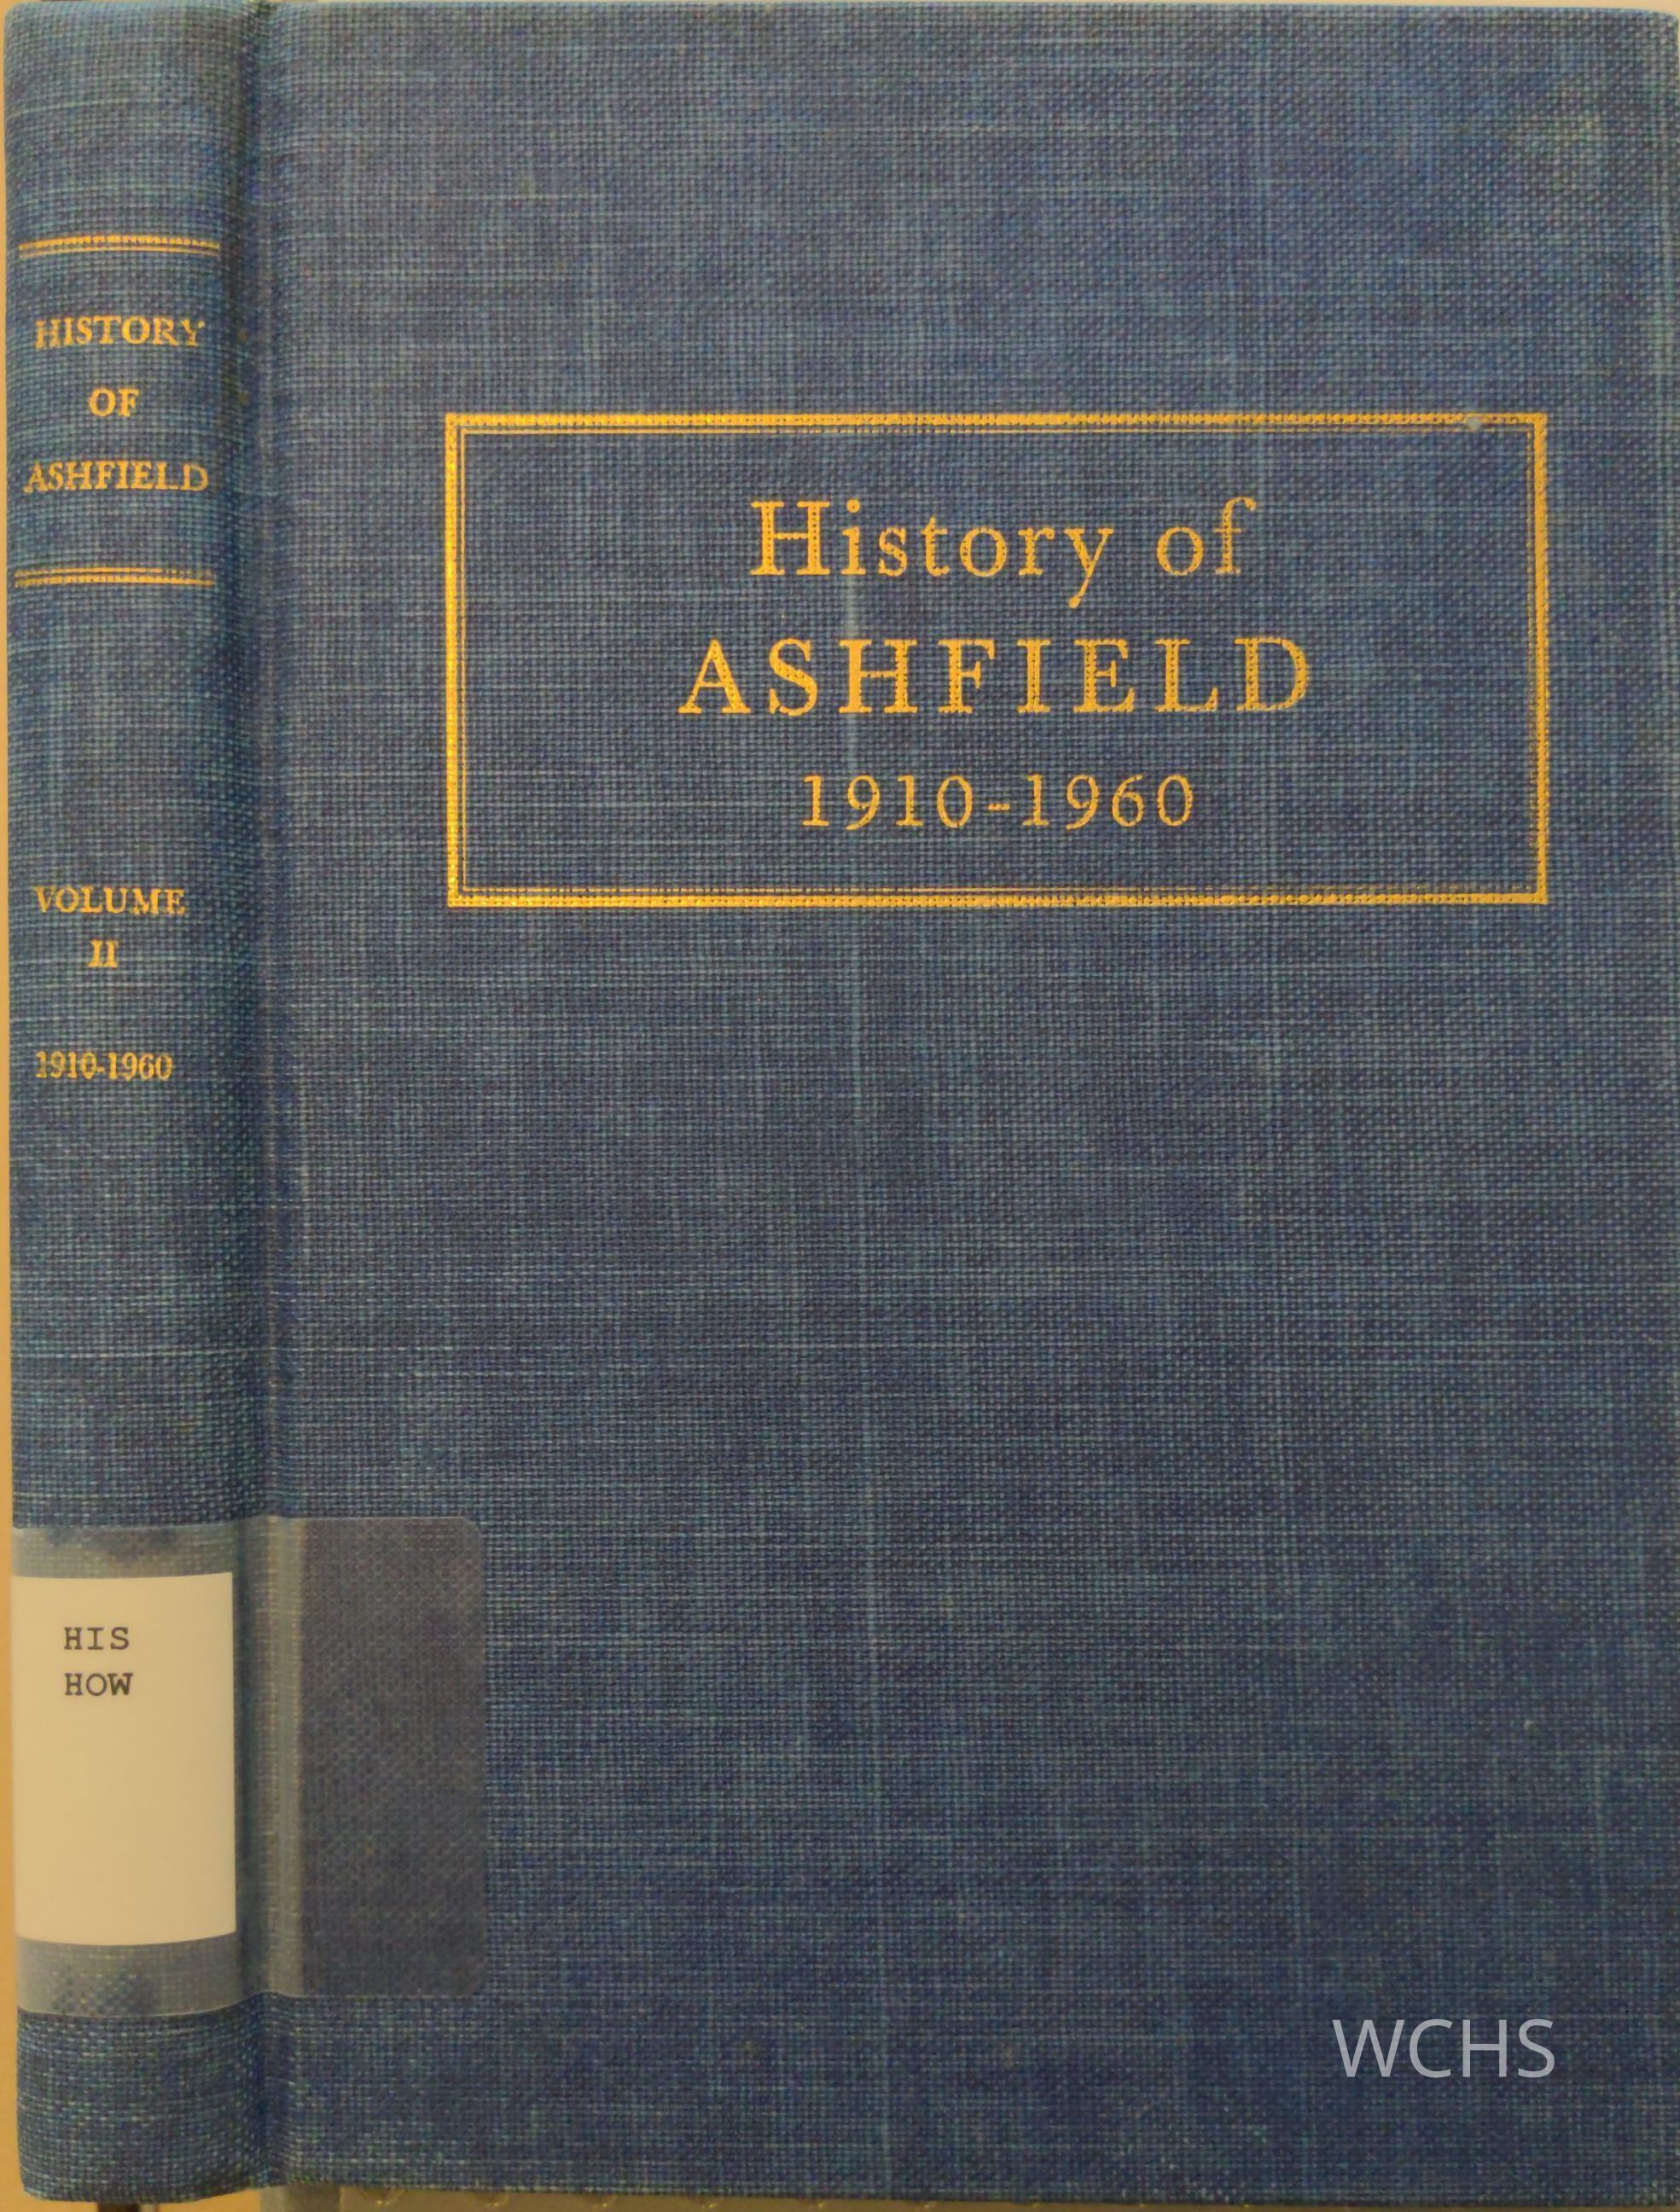 HISTORY
OF
ASHFIELD
VOLUME
II
1910-1960
HIS
HOW
History of
ASHFIELD
1910-1960
WCHS